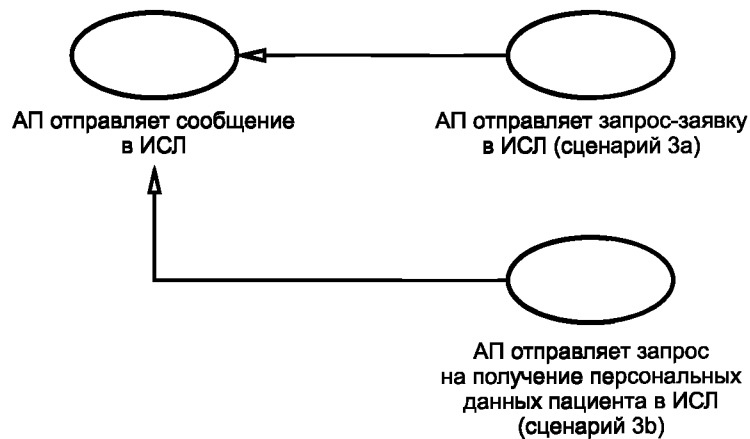 АП отправляет сообщение
в ИСЛ
АП отправляет запрос-заявку
в ИСЛ (сценарий 3a)
АП отправляет запрос
на получение персональных
данных пациента в ИСЛ
(сценарий 3b)